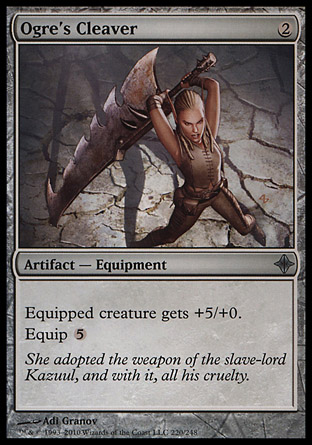 Ogre's Cleaver 2
Artifact — Equipment
Equipped creature gets +5/+0.
Equip 5
She adopted the weapon of the slave-lord
Kazuul, and with it, all his cruelty.
Adi Granov
™ & © 1993–2010 Wizards of the Coast LLC 220/248